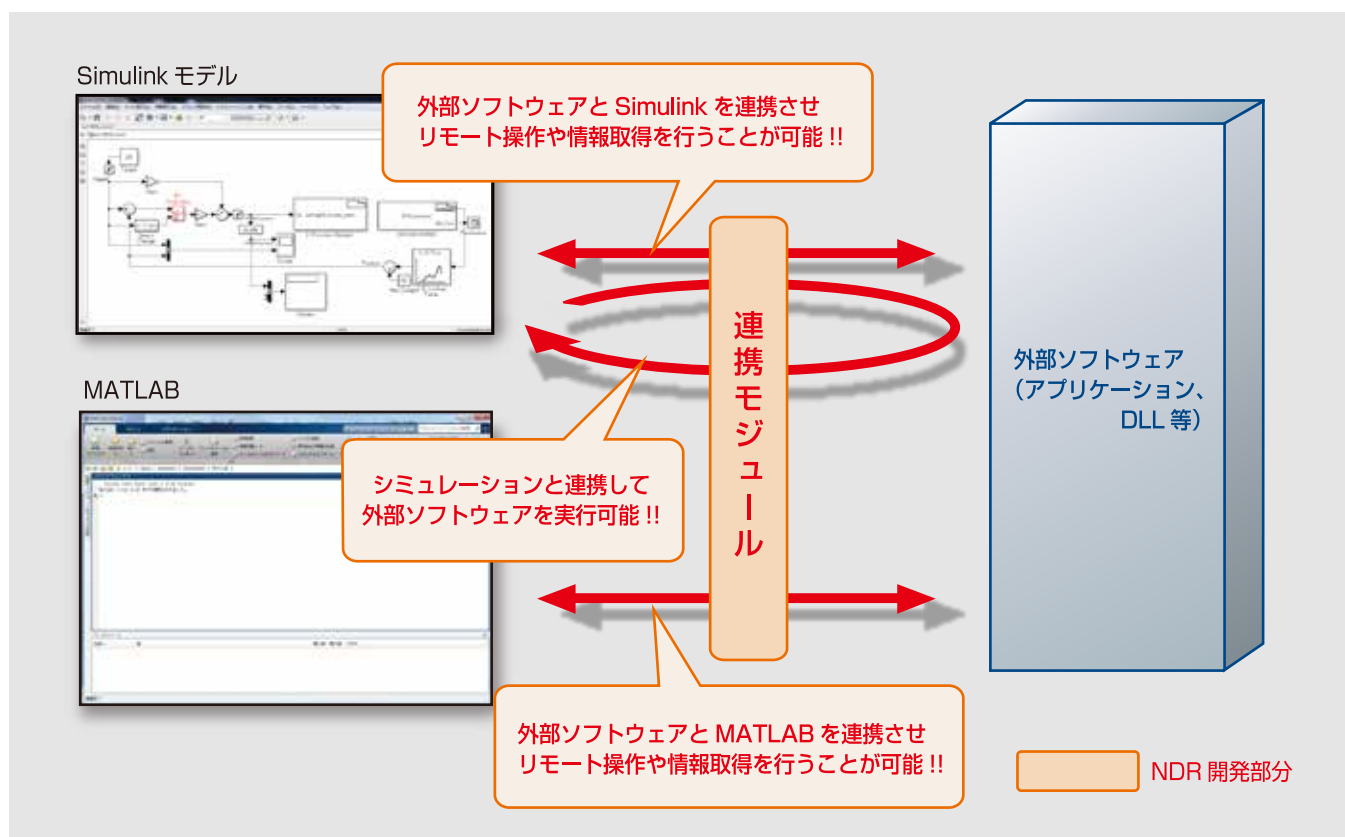 Simulink モデル
外部ソフトウェアと Simulink を連携させ
リモート操作や情報取得を行うことが可能 !!
MATLAB
シミュレーションと連携して
外部ソフトウェアを実行可能 !!
連携モジュール
外部ソフトウェア
（アプリケーション、
DLL 等）
外部ソフトウェアと MATLAB を連携させ
リモート操作や情報取得を行うことが可能 !!
NDR 開発部分